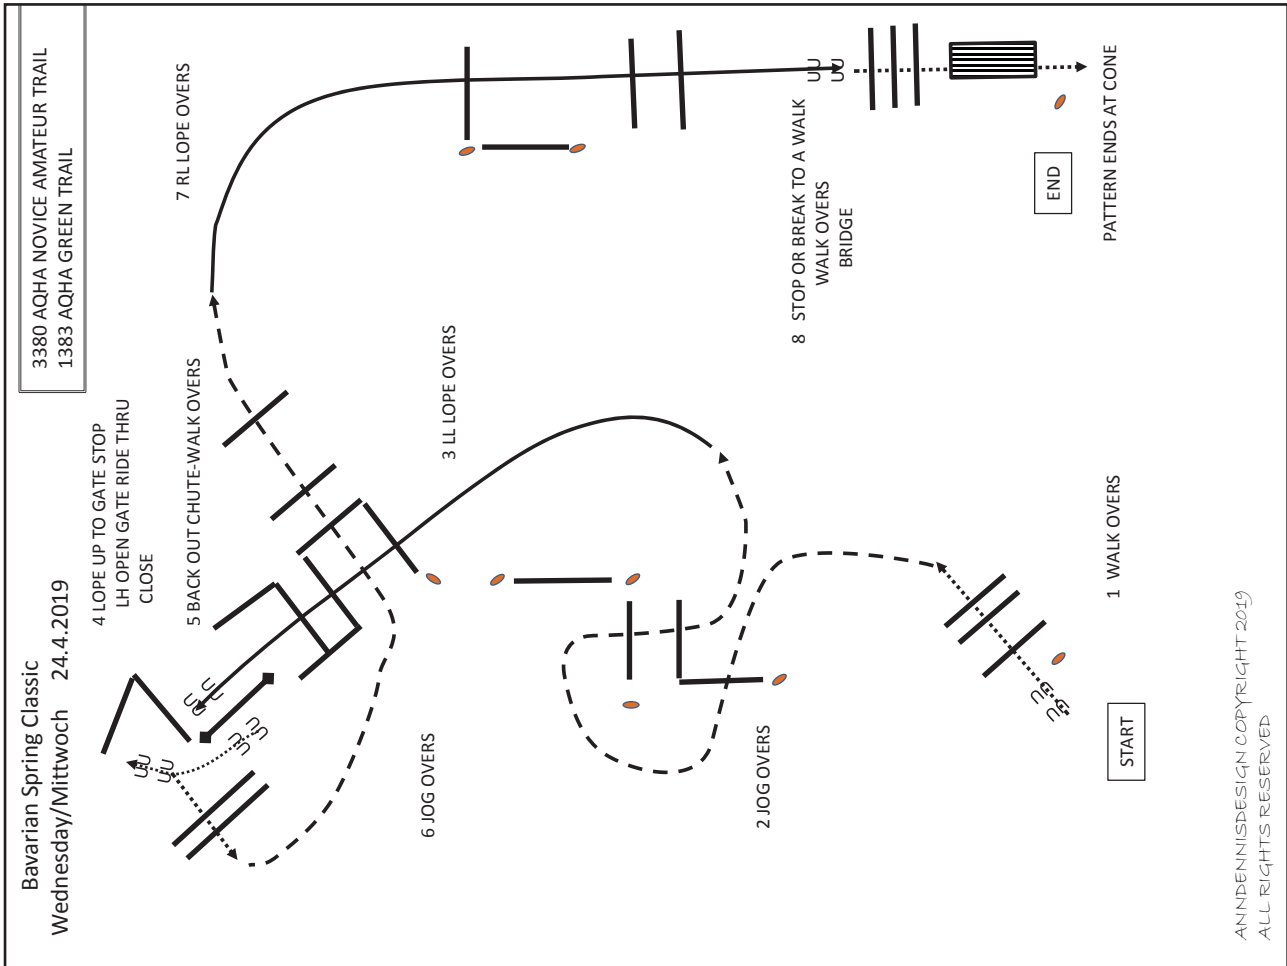 Bavarian Spring Classic
Wednesday/Mittwoch 24.4.2019
3380 AQHA NOVICE AMATEUR TRAIL
1383 AQHA GREEN TRAIL
4 LOPE UP TO GATE STOP
LH OPEN GATE RIDE THRU
CLOSE
5 BACK OUT CHUTE-WALK OVERS
7 RL LOPE OVERS
6 JOG OVERS
3 LL LOPE OVERS
2 JOG OVERS
8 STOP OR BREAK TO A WALK
WALK OVERS
BRIDGE
END
PATTERN ENDS AT CONE
START
1 WALK OVERS
ANNDENNISDESIGN COPYRIGHT 2019
ALL RIGHTS RESERVED